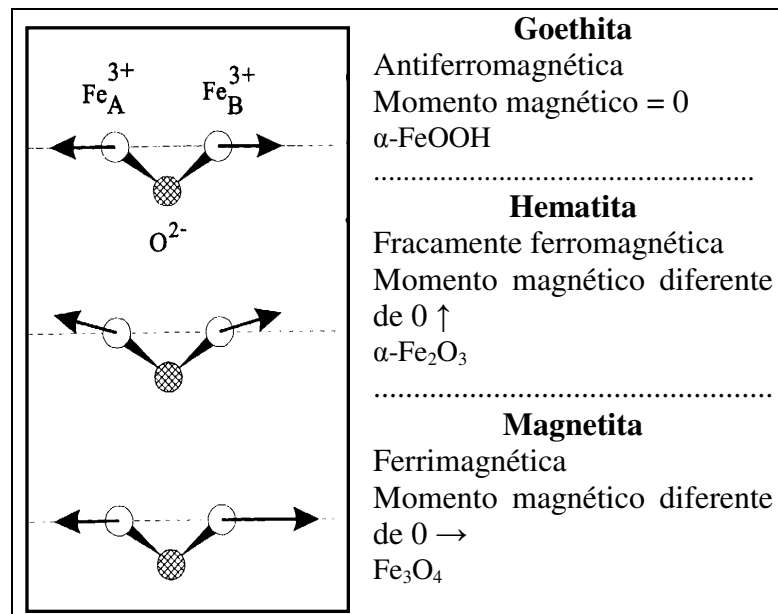 Fe³⁺A Fe³⁺B
O²⁻
Goethita
Antiferromagnética
Momento magnético = 0
α-FeOOH
......................................................
Hematita
Fracamente ferromagnética
Momento magnético diferente
de 0 ↑
α-Fe₂O₃
.........................................................
Magnetita
Ferrimagnética
Momento magnético diferente
de 0 →
Fe₃O₄